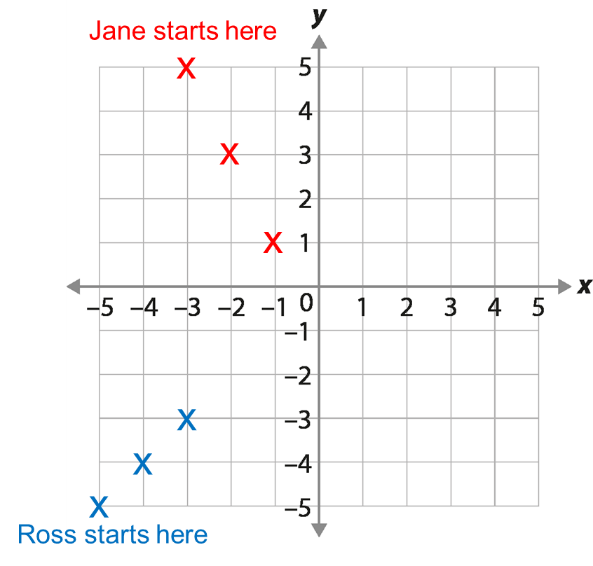 Jane starts here
y
5
X
4
3
X
2
X
1
x
–5 –4 –3 –2 –1 0 1 2 3 4 5
–1
–2
–3
X
–4
X
–5
X
Ross starts here